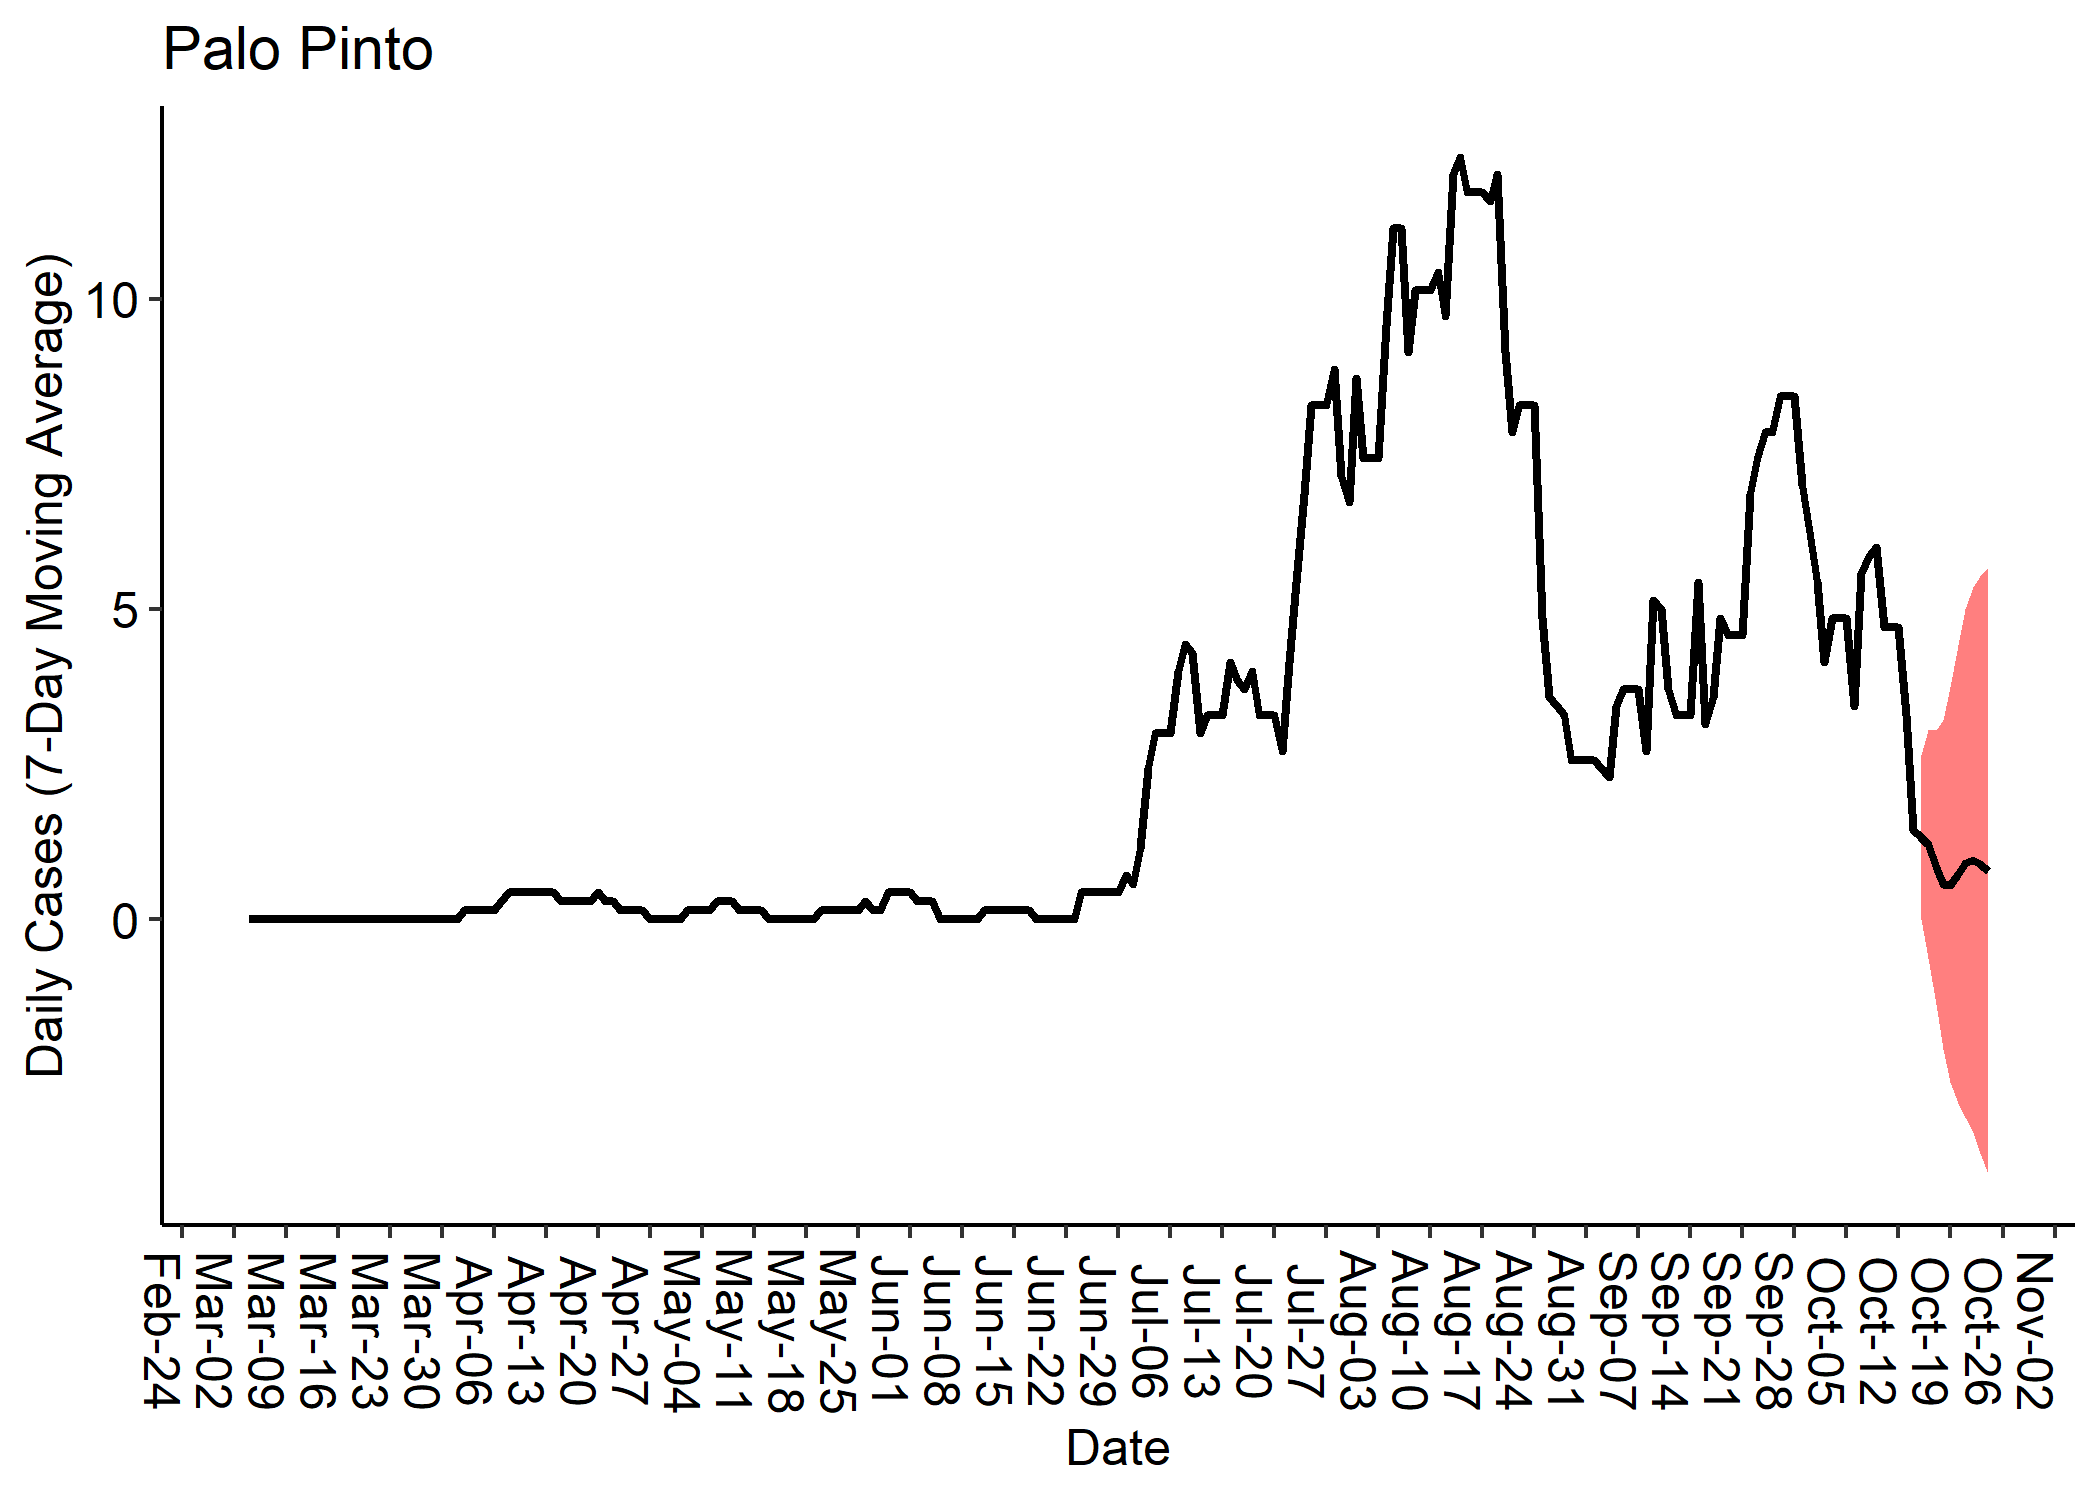 Palo Pinto
Daily Cases (7-Day Moving Average)
10
5
0
Feb-24
Mar-02
Mar-09
Mar-16
Mar-23
Mar-30
Apr-06
Apr-13
Apr-20
Apr-27
May-04
May-11
May-18
May-25
Jun-01
Jun-08
Jun-15
Jun-22
Jun-29
Jul-06
Jul-13
Jul-20
Jul-27
Aug-03
Aug-10
Aug-17
Aug-24
Aug-31
Sep-07
Sep-14
Sep-21
Sep-28
Oct-05
Oct-12
Oct-19
Oct-26
Nov-02
Date